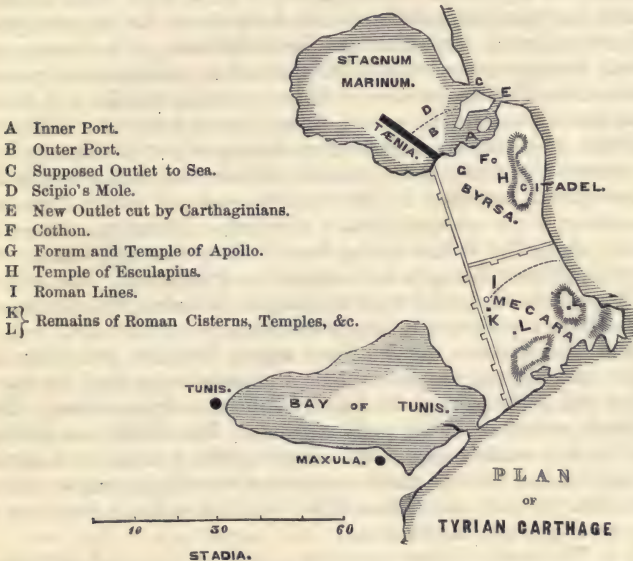 A Inner Port.
B Outer Port.
C Supposed Outlet to Sea.
D Scipio's Mole.
E New Outlet cut by Carthaginians.
F Cothon.
G Forum and Temple of Apollo.
H Temple of Esculapius.
I Roman Lines.
K
L } Remains of Roman Cisterns, Temples, &c.
STAGNUM
MARINUM.
C
E
D
B
TÆNIA.
A
F
G
H
CITADEL.
BYRSA.
I
MEGARA
K
L
TUNIS.
BAY OF TUNIS.
MAXULA.
PLAN
OF
TYRIAN CARTHAGE
10 30 60
STADIA.